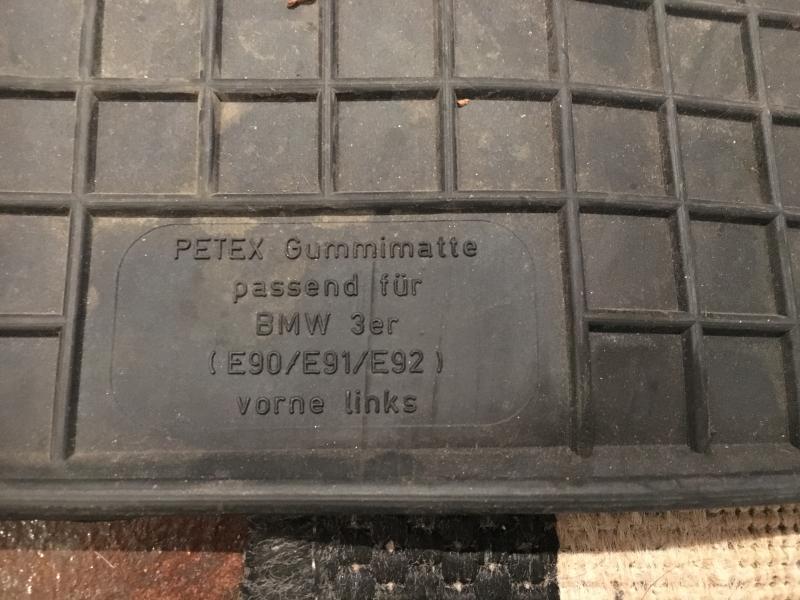 PETEX Gummimatte
passend für
BMW 3er
(E90/E91/E92)
vorne links